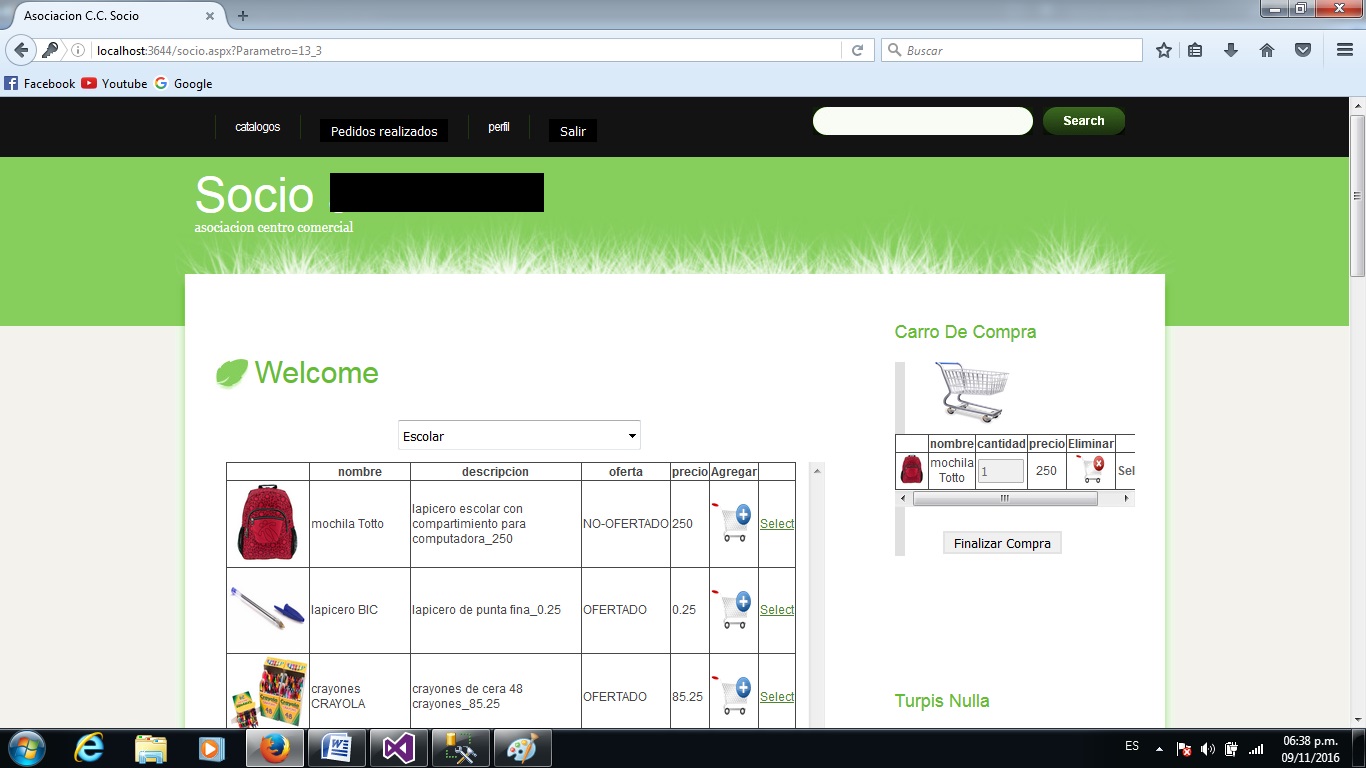 Asociacion C.C. Socio
localhost:3644/socio.aspx?Parametro=13_3
Buscar
Facebook Youtube Google
catalogos Pedidos realizados perfil Salir Search
Socio
asociacion centro comercial
Welcome
Escolar
nombre descripcion oferta precio Agregar
mochila Totto
lapicero escolar con
compartimiento para
computadora_250
NO-OFERTADO 250 Select
lapicero BIC lapicero de punta fina_0.25 OFERTADO 0.25 Select
crayones
CRAYOLA
crayones de cera 48
crayones_85.25
OFERTADO 85.25 Select
Carro De Compra
nombre cantidad precio Eliminar
mochila
Totto
1 250 Sel
Finalizar Compra
Turpis Nulla
ES
06:38 p.m.
09/11/2016